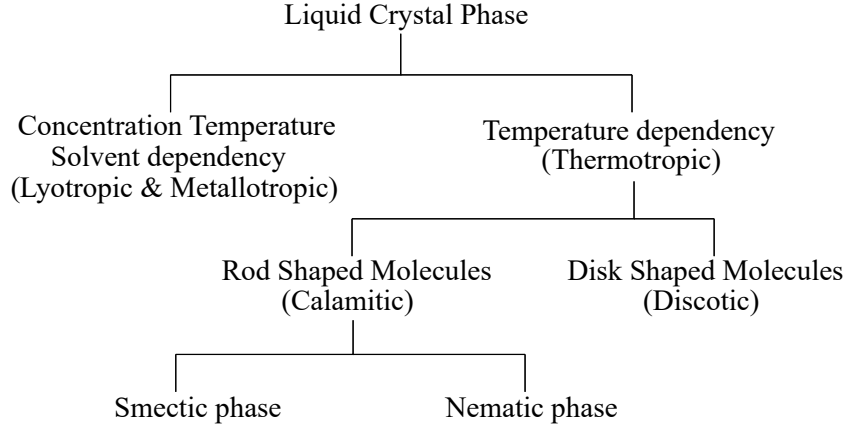 Liquid Crystal Phase
Concentration Temperature
Solvent dependency
(Lyotropic & Metallotropic)
Temperature dependency
(Thermotropic)
Rod Shaped Molecules
(Calamitic)
Disk Shaped Molecules
(Discotic)
Smectic phase
Nematic phase